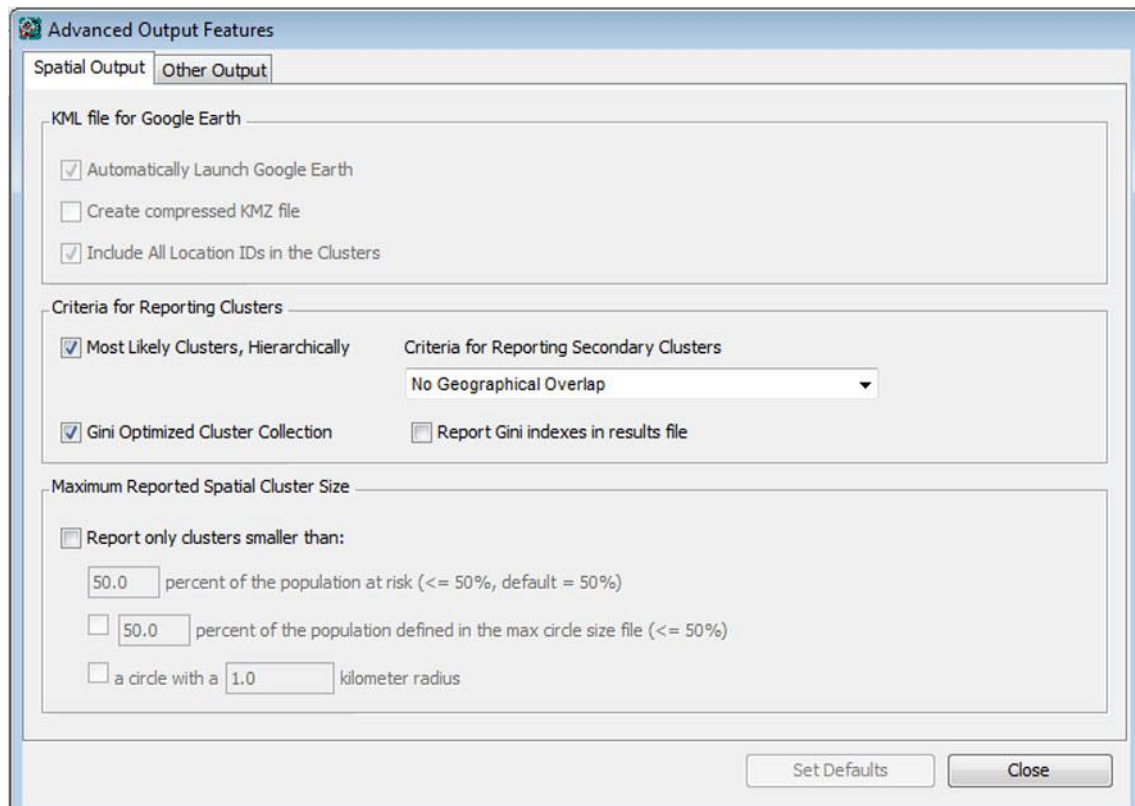 Advanced Output Features
Spatial Output Other Output
KML file for Google Earth
Automatically Launch Google Earth
Create compressed KMZ file
Include All Location IDs in the Clusters
Criteria for Reporting Clusters
Most Likely Clusters, Hierarchically Criteria for Reporting Secondary Clusters
No Geographical Overlap
Gini Optimized Cluster Collection Report Gini indexes in results file
Maximum Reported Spatial Cluster Size
Report only clusters smaller than:
50.0 percent of the population at risk (<= 50%, default = 50%)
50.0 percent of the population defined in the max circle size file (<= 50%)
a circle with a 1.0 kilometer radius
Set Defaults Close